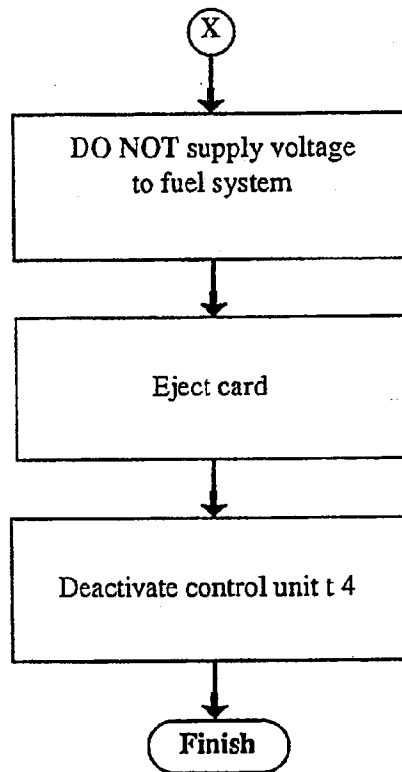 X
DO NOT supply voltage
to fuel system
Eject card
Deactivate control unit t 4
Finish